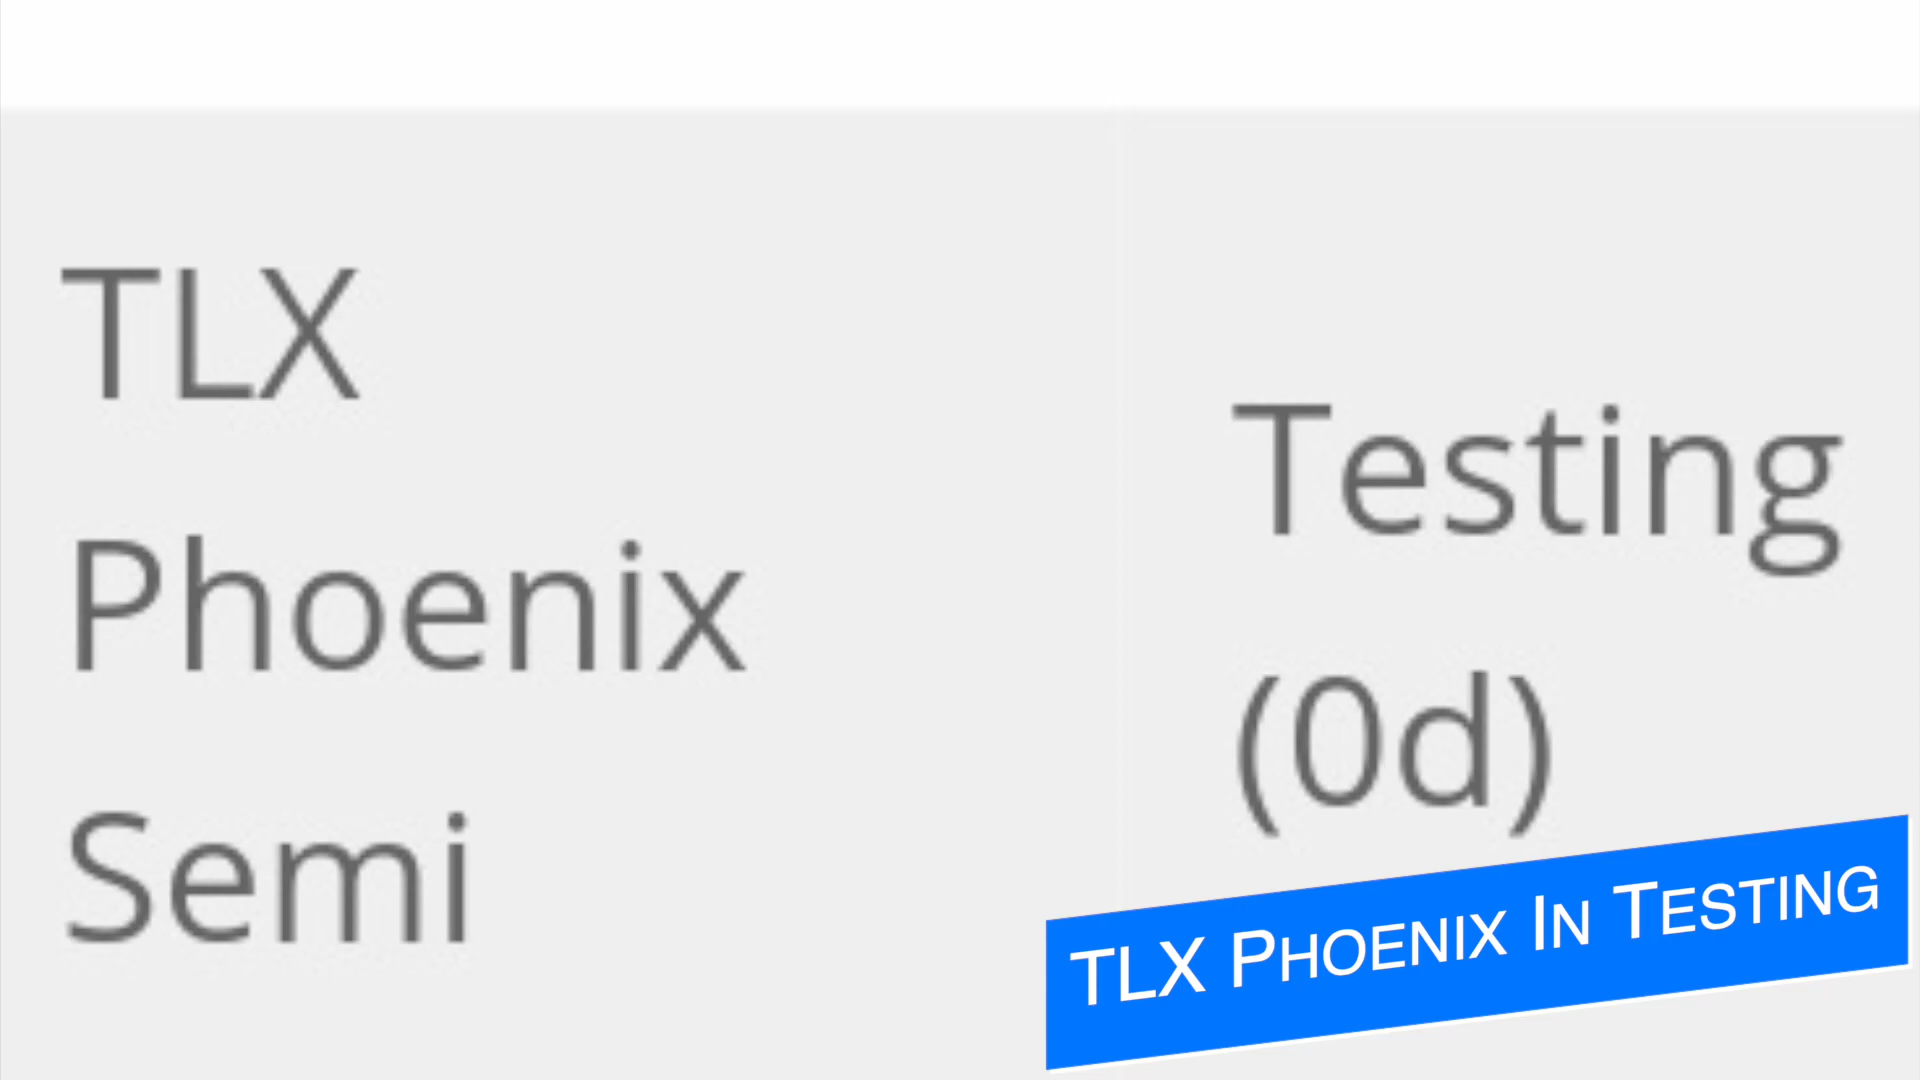 TLX
Phoenix
Semi
Testing
(0d)
TLX PHOENIX IN TESTING